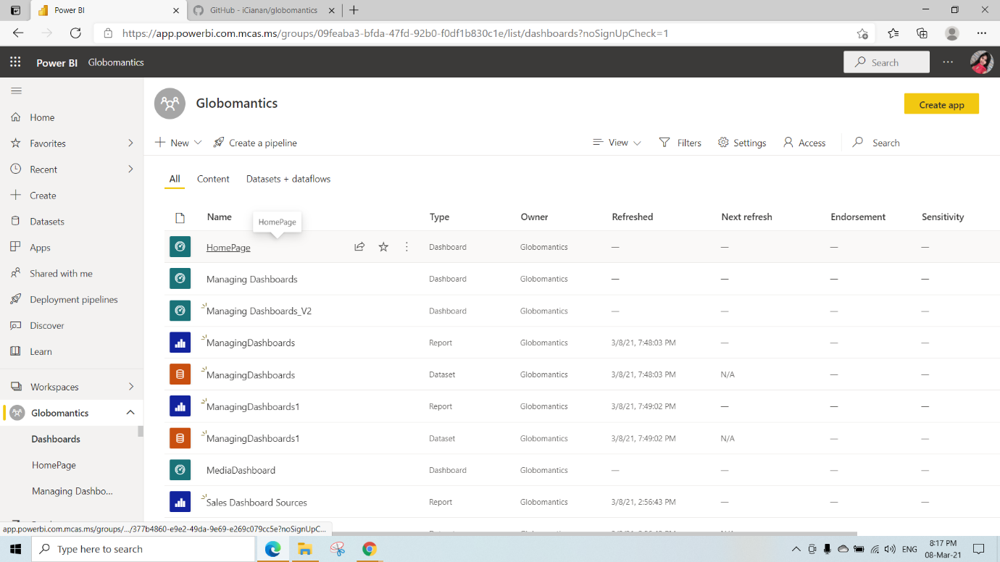 Power BI
GitHub - iCianan/globomantics
https://app.powerbi.com.mcas.ms/groups/09feaba3-bfda-47fd-92b0-f0df1b830c1e/list/dashboards?noSignUpCheck=1
Power BI Globomantics
Search
Home
Favorites
Recent
Create
Datasets
Apps
Shared with me
Deployment pipelines
Discover
Learn
Workspaces
Globomantics
Dashboards
HomePage
Managing Dashbo...
Globomantics
Create app
New
Create a pipeline
View
Filters
Settings
Access
Search
All Content Datasets + dataflows
Name Type Owner Refreshed Next refresh Endorsement Sensitivity
HomePage
HomePage Dashboard Globomantics — — — —
Managing Dashboards Dashboard Globomantics — — — —
Managing Dashboards_V2 Dashboard Globomantics — — — —
ManagingDashboards Report Globomantics 3/8/21, 7:48:03 PM — — —
ManagingDashboards Dataset Globomantics 3/8/21, 7:48:03 PM N/A — —
ManagingDashboards1 Report Globomantics 3/8/21, 7:49:02 PM — — —
ManagingDashboards1 Dataset Globomantics 3/8/21, 7:49:02 PM N/A — —
MediaDashboard Dashboard Globomantics — — — —
Sales Dashboard Sources Report Globomantics 3/8/21, 2:56:43 PM — — —
app.powerbi.com.mcas.ms/groups/.../377b4860-e9e2-49da-9e69-e269c079cc5e?noSignUpC...
Type here to search
ENG
8:17 PM
08-Mar-21